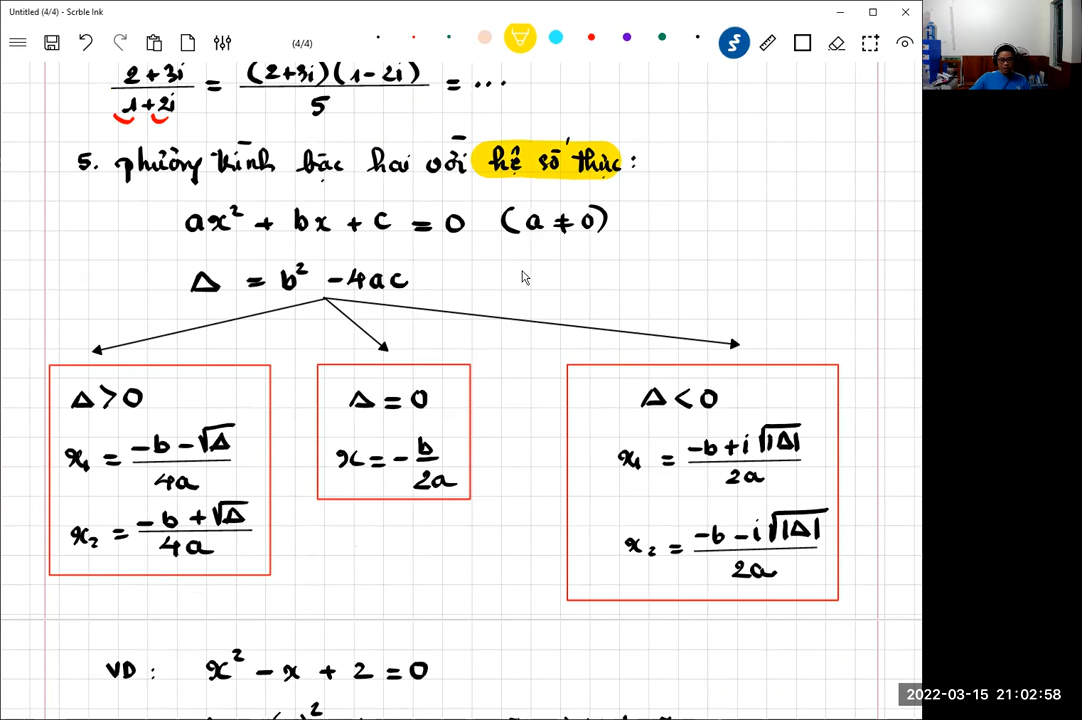 Untitled (4/4) - Scrble Ink
(4/4)
2+3i / 1+2i = (2+3i)(1-2i) / 5 = ...
5. phương trình bậc hai với hệ số thực:
ax² + bx + c = 0 (a ≠ 0)
Δ = b² - 4ac
Δ > 0
x₁ = (-b - √Δ) / 4a
x₂ = (-b + √Δ) / 4a
Δ = 0
x = - b / 2a
Δ < 0
x₁ = (-b + i√|Δ|) / 2a
x₂ = (-b - i√|Δ|) / 2a
VD : x² - x + 2 = 0
2022-03-15 21:02:58